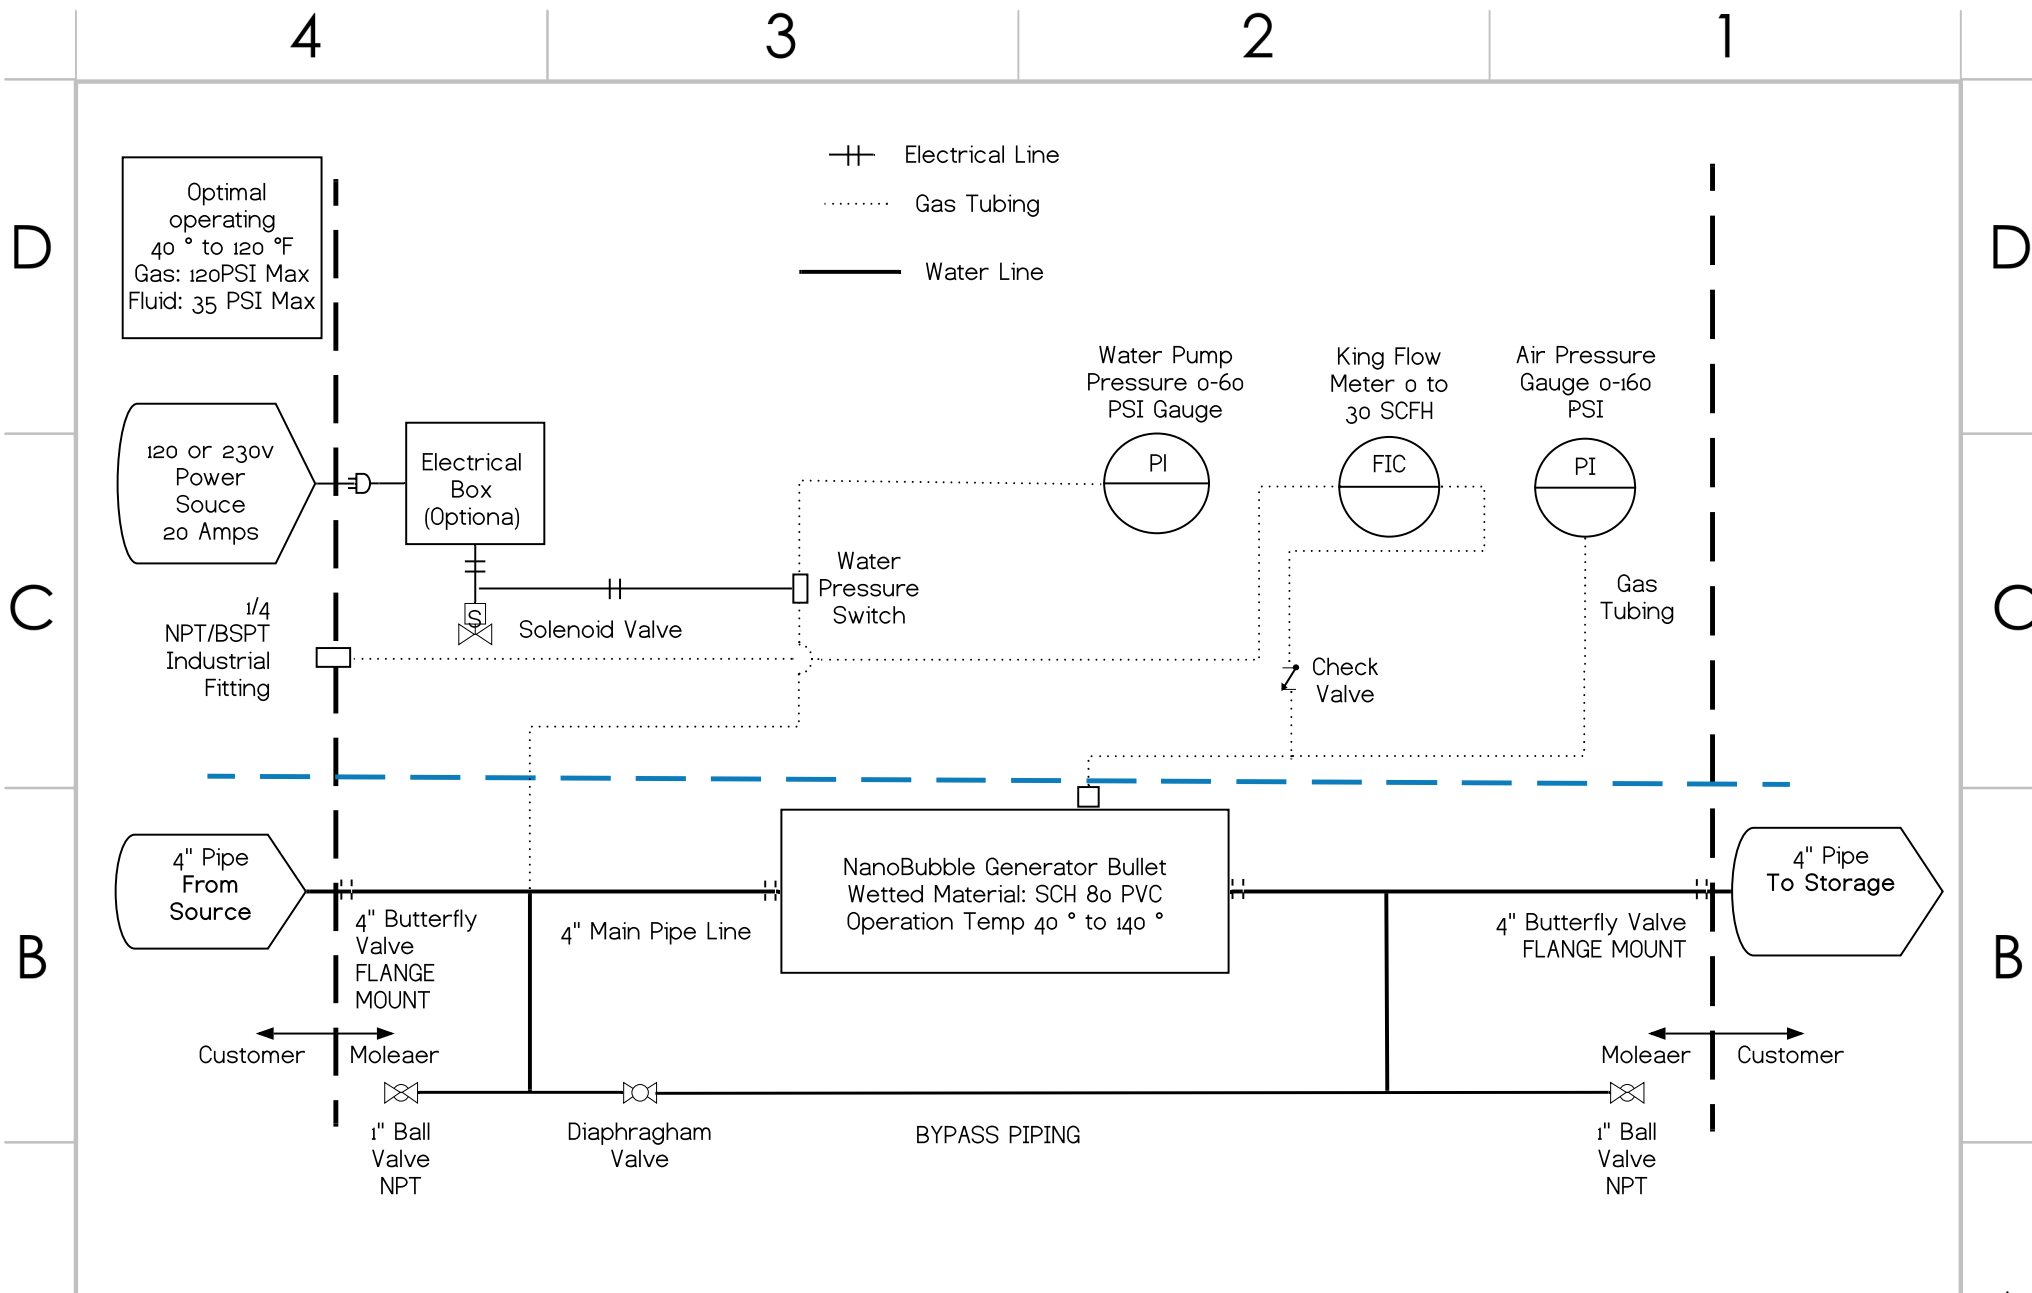 4 3 2 1
D
D
Electrical Line
Gas Tubing
Water Line
Optimal
operating
40 ° to 120 °F
Gas: 120PSI Max
Fluid: 35 PSI Max
Water Pump
Pressure 0-60
PSI Gauge
King Flow
Meter 0 to
30 SCFH
Air Pressure
Gauge 0-160
PSI
PI
FIC
PI
120 or 230v
Power
Souce
20 Amps
Electrical
Box
(Optiona)
C
C
Water
Pressure
Switch
Gas
Tubing
S
Solenoid Valve
1/4
NPT/BSPT
Industrial
Fitting
Check
Valve
4" Pipe
From
Source
NanoBubble Generator Bullet
Wetted Material: SCH 80 PVC
Operation Temp 40 ° to 140 °
4" Pipe
To Storage
4" Butterfly
Valve
FLANGE
MOUNT
4" Main Pipe Line
4" Butterfly Valve
FLANGE MOUNT
B
B
Customer
Moleaer
Moleaer
Customer
1" Ball
Valve
NPT
Diaphragham
Valve
BYPASS PIPING
1" Ball
Valve
NPT